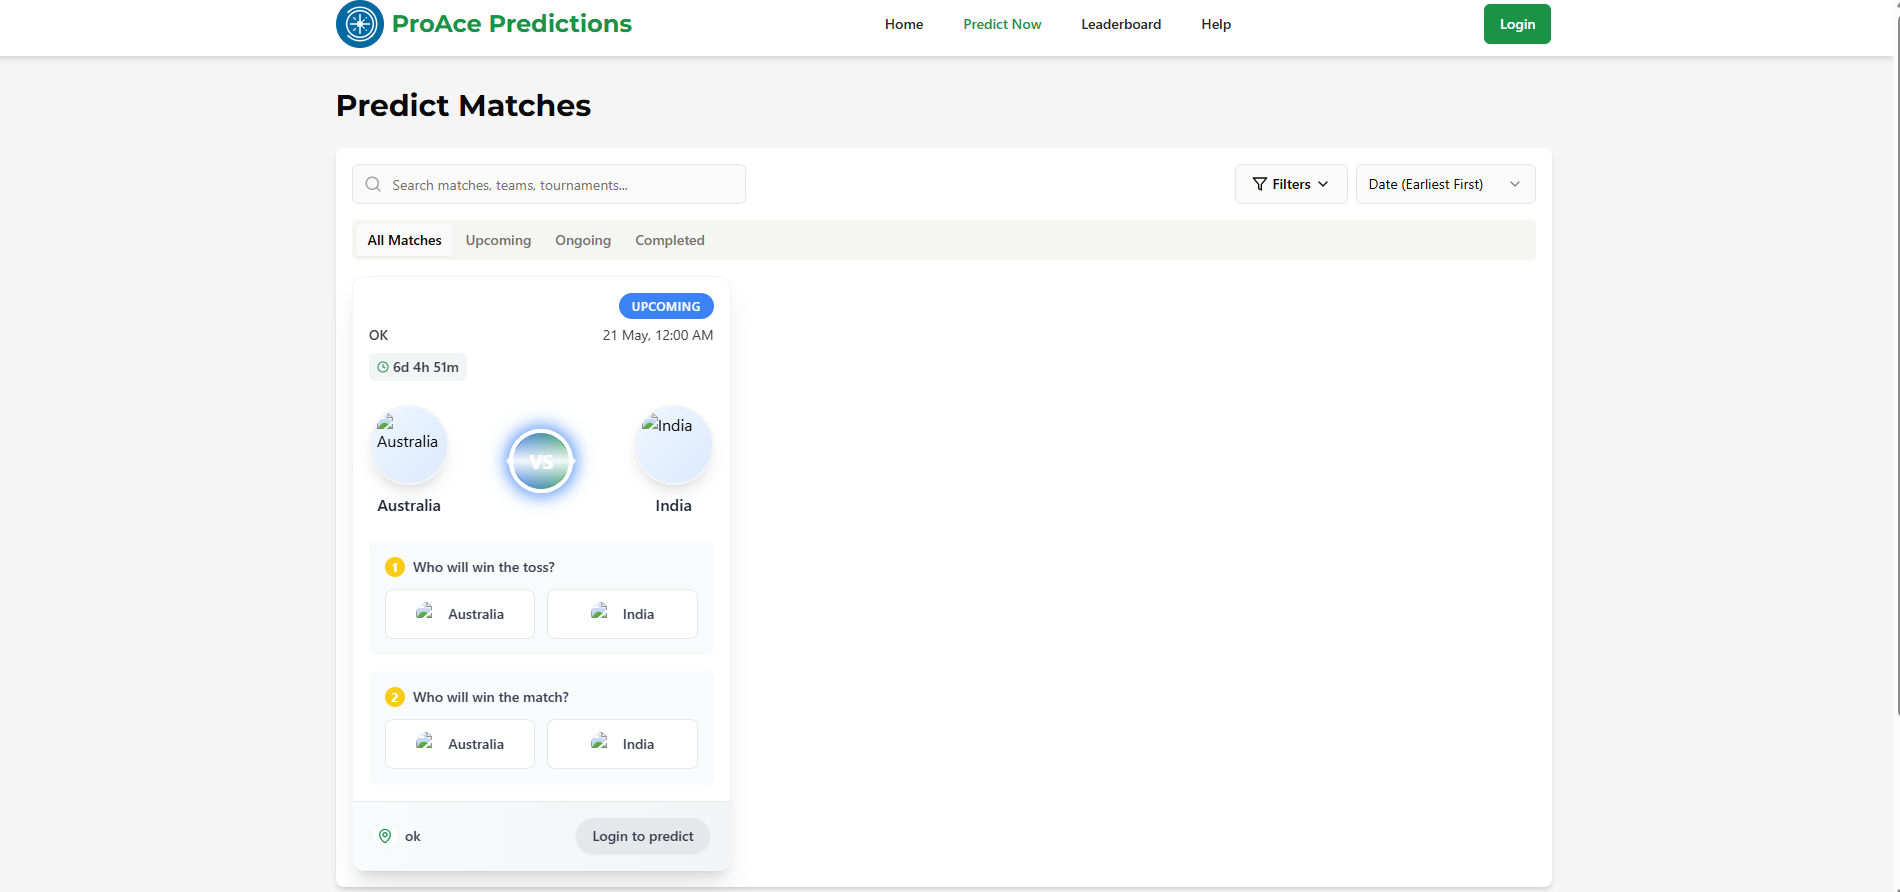 ProAce Predictions
Home
Predict Now
Leaderboard
Help
Login
Predict Matches
Search matches, teams, tournaments...
Filters
Date (Earliest First)
All Matches
Upcoming
Ongoing
Completed
UPCOMING
OK
21 May, 12:00 AM
6d 4h 51m
Australia
VS
India
Australia
India
1 Who will win the toss?
Australia
India
2 Who will win the match?
Australia
India
ok
Login to predict